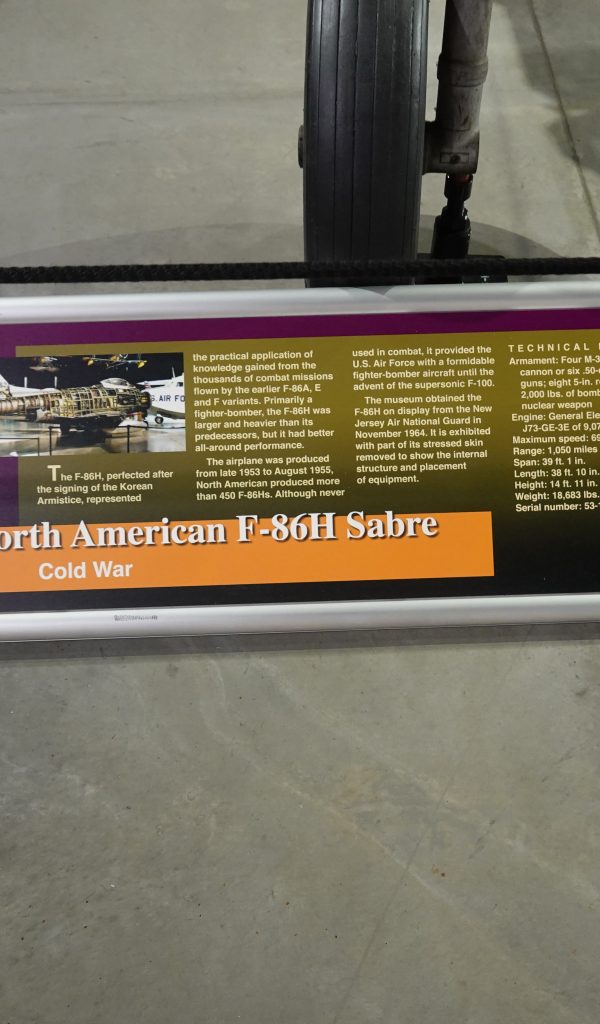 U.S. AIR FO
The F-86H, perfected after
the signing of the Korean
Armistice, represented
the practical application of
knowledge gained from the
thousands of combat missions
flown by the earlier F-86A, E
and F variants. Primarily a
fighter-bomber, the F-86H was
larger and heavier than its
predecessors, but it had better
all-around performance.
The airplane was produced
from late 1953 to August 1955,
North American produced more
than 450 F-86Hs. Although never
used in combat, it provided the
U.S. Air Force with a formidable
fighter-bomber aircraft until the
advent of the supersonic F-100.
The museum obtained the
F-86H on display from the New
Jersey Air National Guard in
November 1964. It is exhibited
with part of its stressed skin
removed to show the internal
structure and placement
of equipment.
TECHNICAL
Armament: Four M-3
cannon or six .50-c
guns; eight 5-in. r
2,000 lbs. of bomb
nuclear weapon
Engine: General Ele
J73-GE-3E of 9,07
Maximum speed: 69
Range: 1,050 miles
Span: 39 ft. 1 in.
Length: 38 ft. 10 in.
Height: 14 ft. 11 in.
Weight: 18,683 lbs.
Serial number: 53-1
orth American F-86H Sabre
Cold War